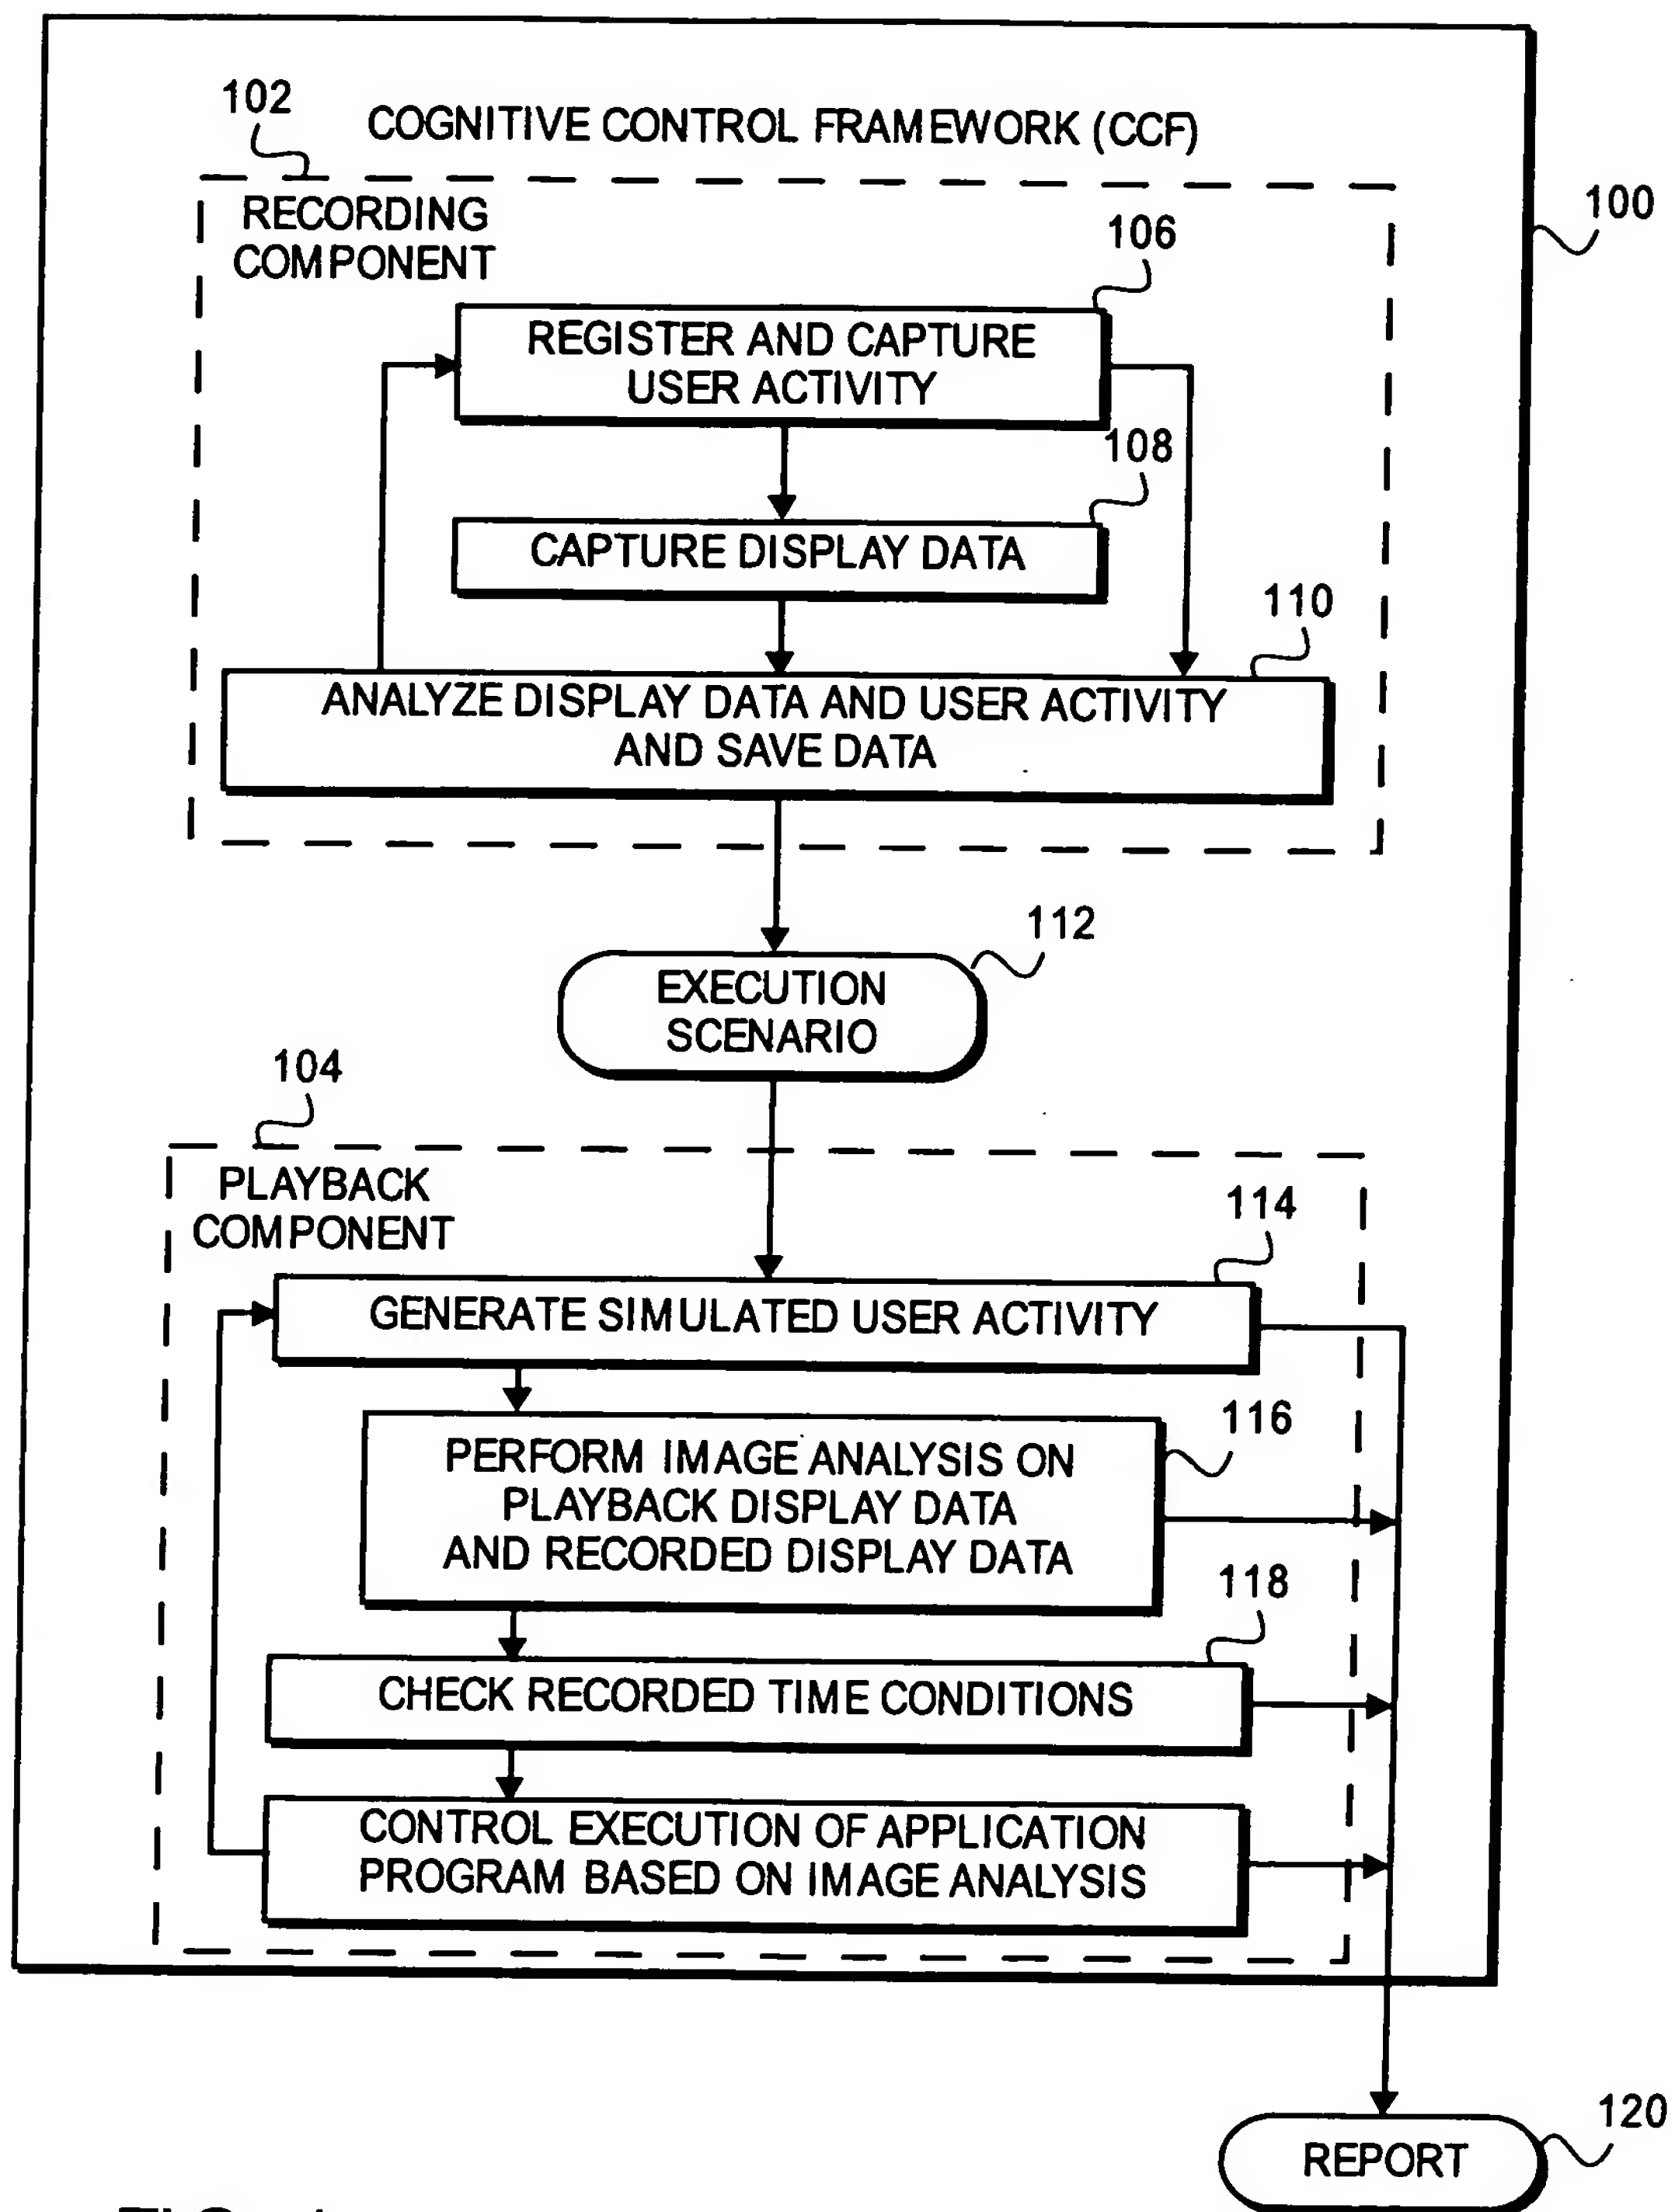 102
COGNITIVE CONTROL FRAMEWORK (CCF)
RECORDING
COMPONENT
100
106
REGISTER AND CAPTURE
USER ACTIVITY
108
CAPTURE DISPLAY DATA
110
ANALYZE DISPLAY DATA AND USER ACTIVITY
AND SAVE DATA
112
EXECUTION
SCENARIO
104
PLAYBACK
COMPONENT
114
GENERATE SIMULATED USER ACTIVITY
116
PERFORM IMAGE ANALYSIS ON
PLAYBACK DISPLAY DATA
AND RECORDED DISPLAY DATA
118
CHECK RECORDED TIME CONDITIONS
CONTROL EXECUTION OF APPLICATION
PROGRAM BASED ON IMAGE ANALYSIS
120
REPORT